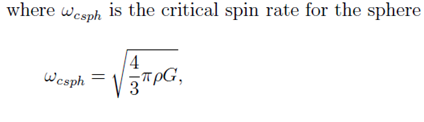 where ω_csph is the critical spin rate for the sphere
ω_csph = √(4/3 πρG),